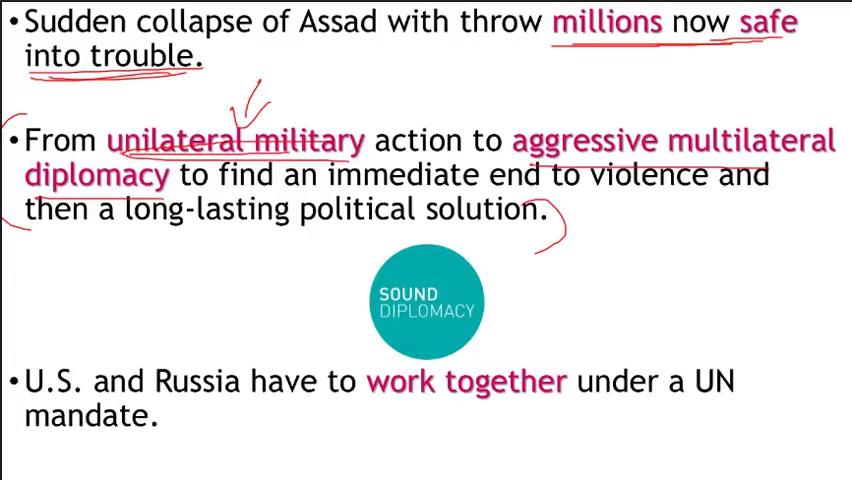 •Sudden collapse of Assad with throw millions now safe
into trouble.
•From unilateral military action to aggressive multilateral
diplomacy to find an immediate end to violence and
then a long-lasting political solution.
SOUND
DIPLOMACY
•U.S. and Russia have to work together under a UN
mandate.